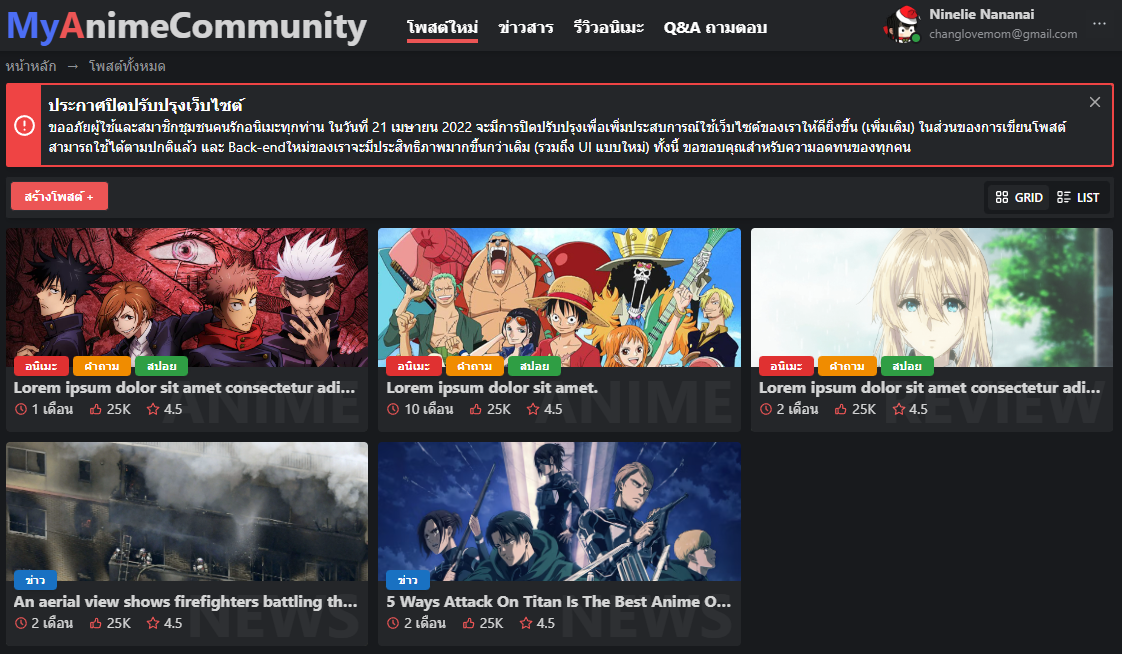 MyAnimeCommunity
โพสต์ใหม่ ข่าวสาร รีวิวอนิเมะ Q&A ถามตอบ
Ninelie Nananai
changlovemom@gmail.com
หน้าหลัก → โพสต์ทั้งหมด
ประกาศปิดปรับปรุงเว็บไซต์
ขออภัยผู้ใช้และสมาชิกชุมชนคนรักอนิเมะทุกท่าน ในวันที่ 21 เมษายน 2022 จะมีการปิดปรับปรุงเพื่อเพิ่มประสบการณ์ใช้เว็บไซต์ของเราให้ดียิ่งขึ้น (เพิ่มเติม) ในส่วนของการเขียนโพสต์
สามารถใช้ได้ตามปกติแล้ว และ Back-endใหม่ของเราจะมีประสิทธิภาพมากขึ้นกว่าเดิม (รวมถึง UI แบบใหม่) ทั้งนี้ ขอขอบคุณสำหรับความอดทนของทุกคน
สร้างโพสต์ +
GRID LIST
อนิเมะ คำถาม สปอย
Lorem ipsum dolor sit amet consectetur adi...
1 เดือน 25K 4.5
ANIME
อนิเมะ คำถาม สปอย
Lorem ipsum dolor sit amet.
10 เดือน 25K 4.5
ANIME
อนิเมะ คำถาม สปอย
Lorem ipsum dolor sit amet consectetur adi...
2 เดือน 25K 4.5
REVIEW
ข่าว
An aerial view shows firefighters battling th...
2 เดือน 25K 4.5
NEWS
ข่าว
5 Ways Attack On Titan Is The Best Anime O...
2 เดือน 25K 4.5
NEWS